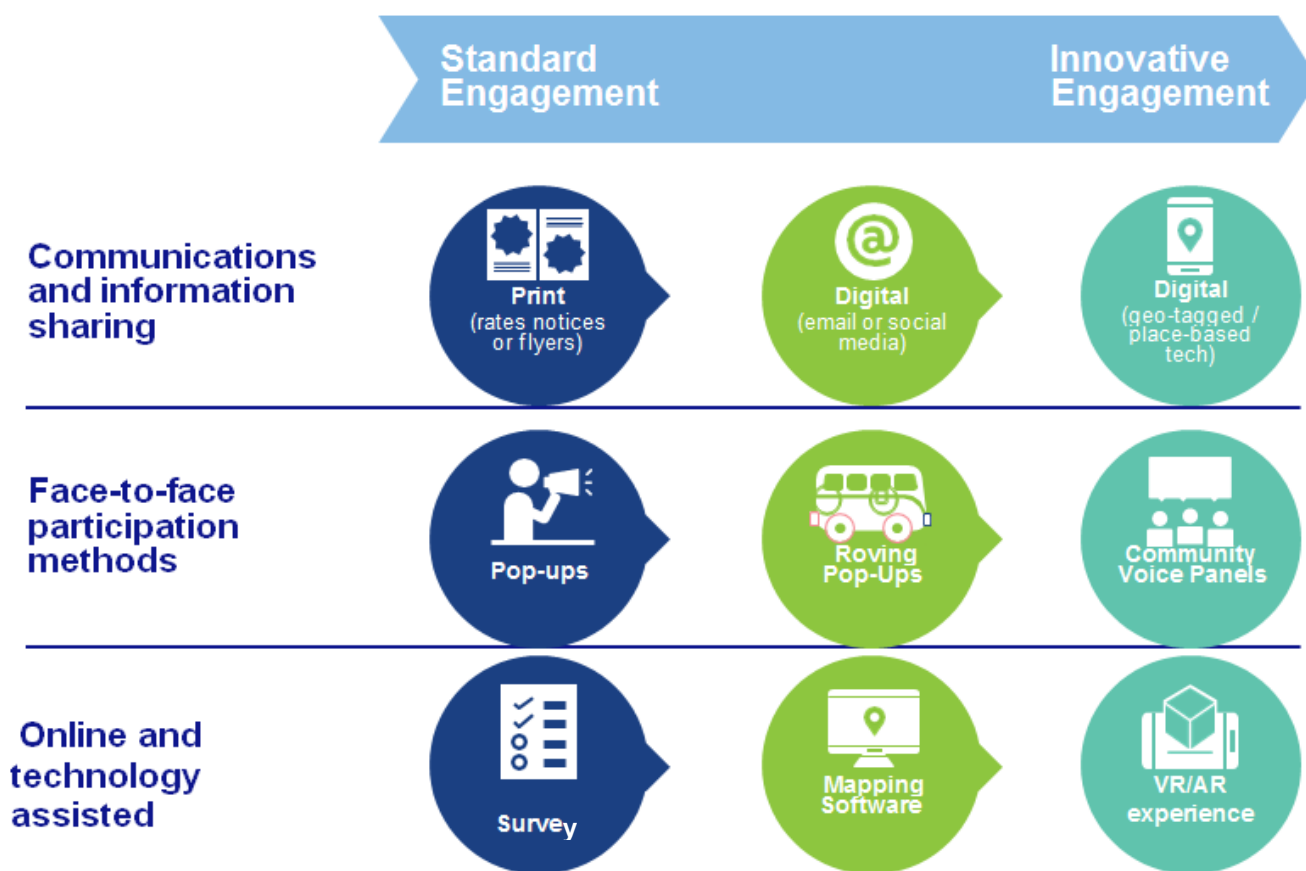 Standard
Engagement
Innovative
Engagement
Communications
and information
sharing
Print
(rates notices
or flyers)
@
Digital
(email or social
media)
Digital
(geo-tagged /
place-based
tech)
Face-to-face
participation
methods
Pop-ups
Roving
Pop-Ups
Community
Voice Panels
Online and
technology
assisted
Survey
Mapping
Software
VR/AR
experience